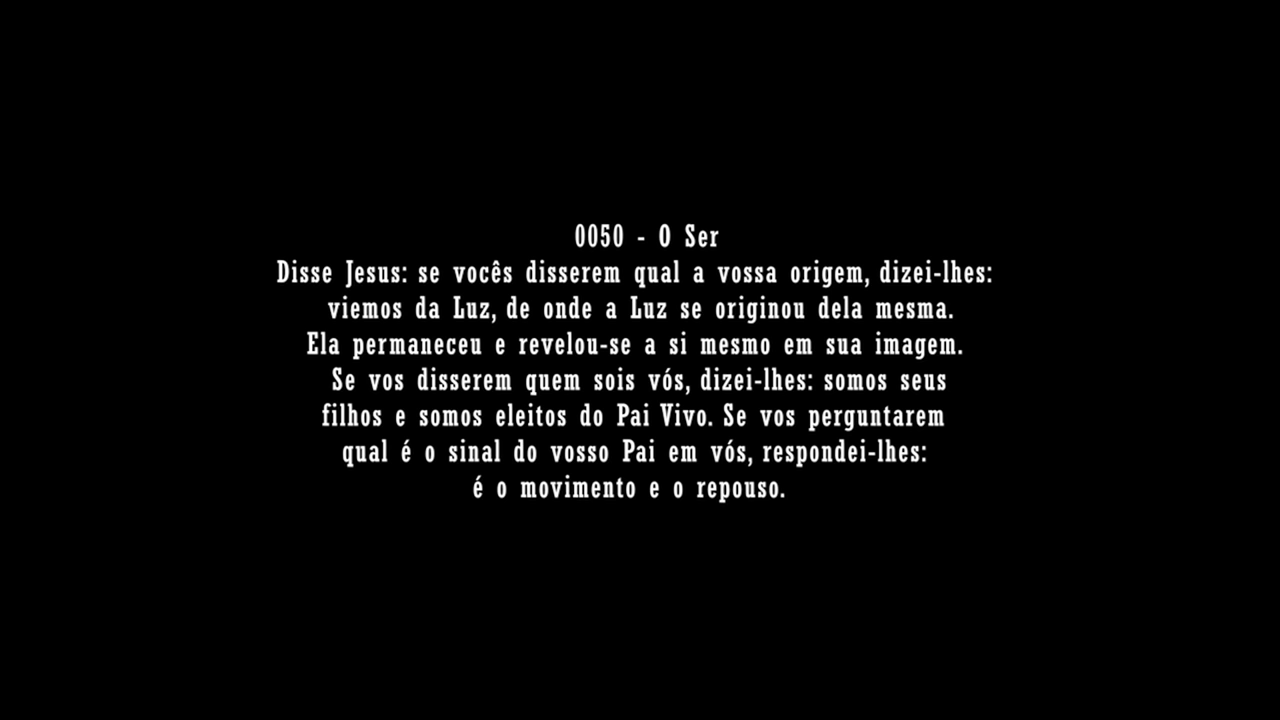 0050 - O Ser
Disse Jesus: se vocês disserem qual a vossa origem, dizei-lhes:
viemos da Luz, de onde a Luz se originou dela mesma.
Ela permaneceu e revelou-se a si mesmo em sua imagem.
Se vos disserem quem sois vós, dizei-lhes: somos seus
filhos e somos eleitos do Pai Vivo. Se vos perguntarem
qual é o sinal do vosso Pai em vós, respondei-lhes:
é o movimento e o repouso.